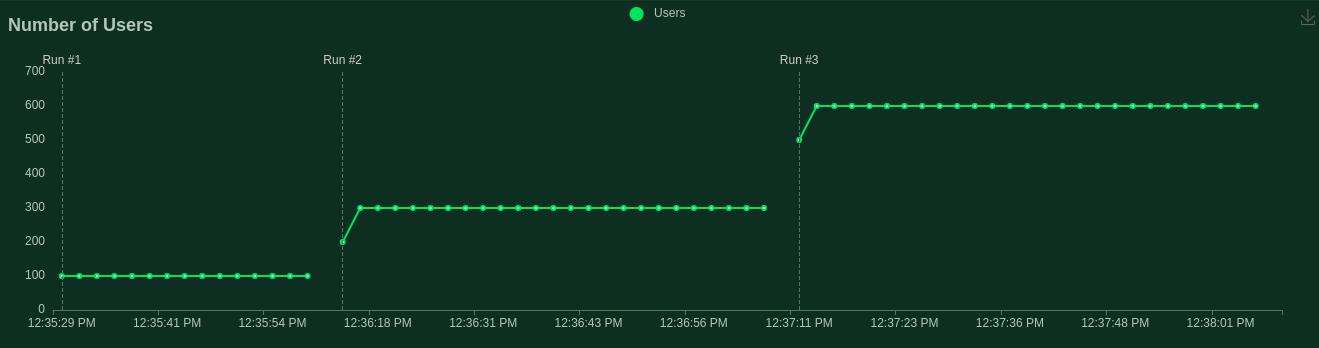 Users
Number of Users
Run #1
Run #2
Run #3
700
600
500
400
300
200
100
0
12:35:29 PM
12:35:41 PM
12:35:54 PM
12:36:18 PM
12:36:31 PM
12:36:43 PM
12:36:56 PM
12:37:11 PM
12:37:23 PM
12:37:36 PM
12:37:48 PM
12:38:01 PM